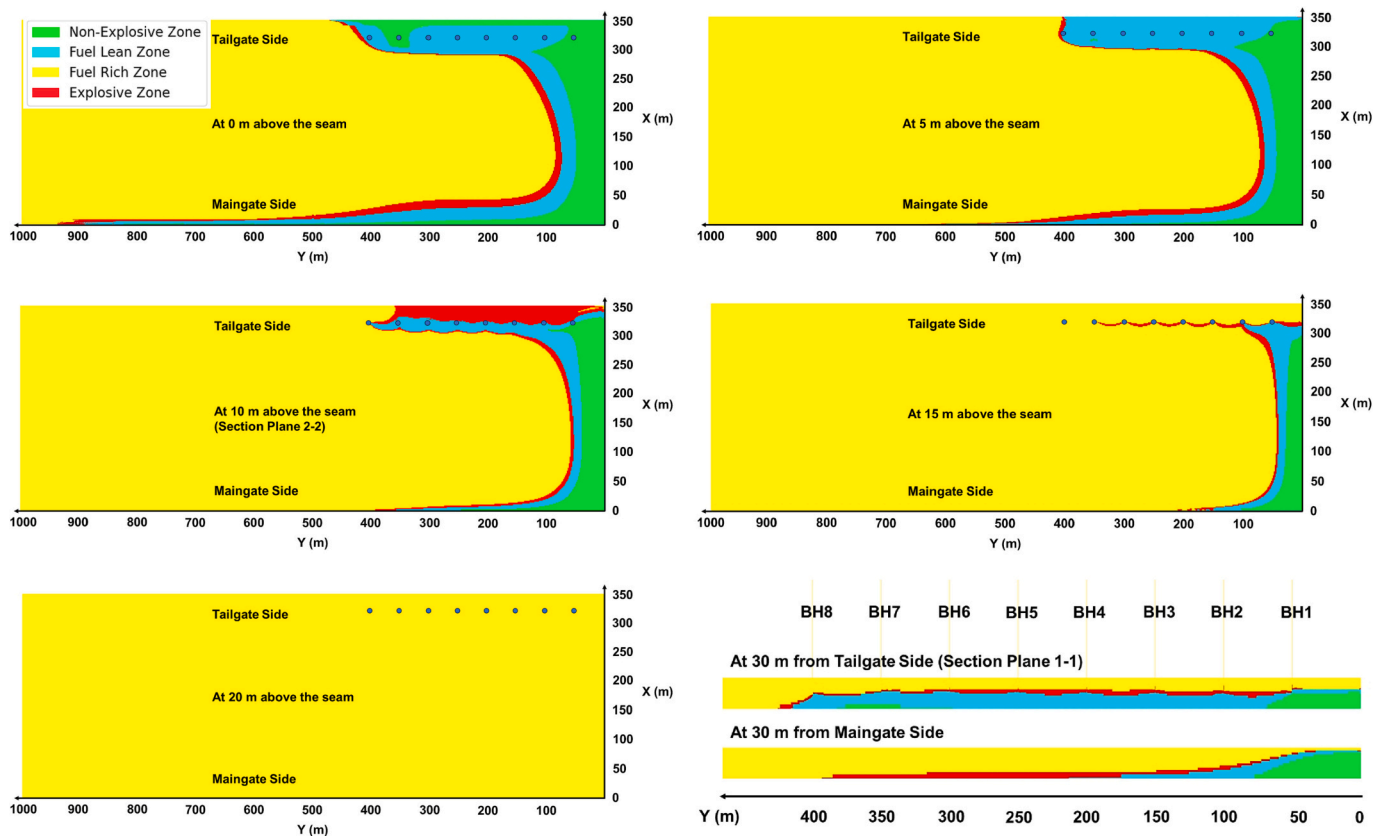 Non-Explosive Zone
Fuel Lean Zone
Fuel Rich Zone
Explosive Zone
Tailgate Side
At 0 m above the seam
Maingate Side
350
300
250
200
X (m)
150
100
50
0
1000 900 800 700 600 500 400 300 200 100
Y (m)
Tailgate Side
At 5 m above the seam
Maingate Side
350
300
250
200
X (m)
150
100
50
0
1000 900 800 700 600 500 400 300 200 100
Y (m)
Tailgate Side
At 10 m above the seam
(Section Plane 2-2)
Maingate Side
350
300
250
200
X (m)
150
100
50
0
1000 900 800 700 600 500 400 300 200 100
Y (m)
Tailgate Side
At 15 m above the seam
Maingate Side
350
300
250
200
X (m)
150
100
50
0
1000 900 800 700 600 500 400 300 200 100
Y (m)
Tailgate Side
At 20 m above the seam
Maingate Side
350
300
250
200
X (m)
150
100
50
0
1000 900 800 700 600 500 400 300 200 100
Y (m)
BH8 BH7 BH6 BH5 BH4 BH3 BH2 BH1
At 30 m from Tailgate Side (Section Plane 1-1)
At 30 m from Maingate Side
Y (m) 400 350 300 250 200 150 100 50 0